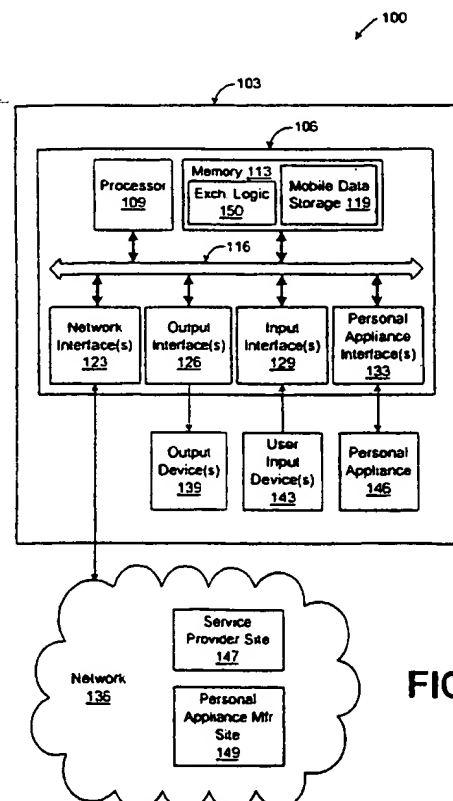 100
103
106
Processor
109
Memory 113
Exch. Logic
150
Mobile Data
Storage 119
116
Network
Interface(s)
123
Output
Interface(s)
126
Input
Interface(s)
129
Personal
Appliance
Interface(s)
133
Output
Device(s)
139
User
Input
Device(s)
143
Personal
Appliance
146
Network
136
Service
Provider Site
147
Personal
Appliance Mfr
Site
149
FIG